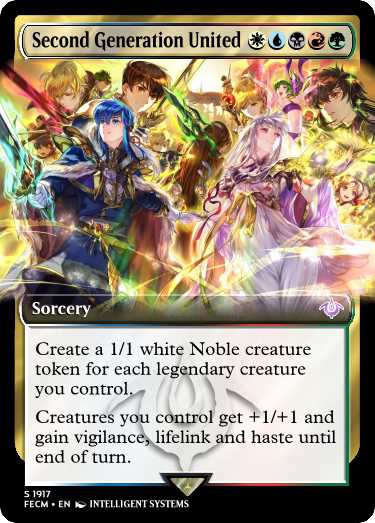 Second Generation United
Sorcery
Create a 1/1 white Noble creature
token for each legendary creature
you control.
Creatures you control get +1/+1 and
gain vigilance, lifelink and haste until
end of turn.
S 1917
FECM • EN INTELLIGENT SYSTEMS